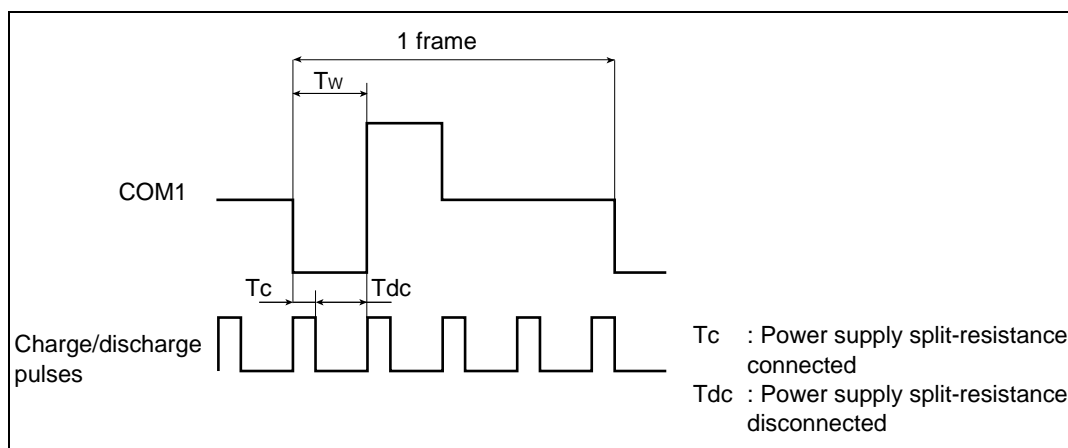 1 frame
Tw
COM1
Tc
Tdc
Charge/discharge
pulses
Tc : Power supply split-resistance
connected
Tdc : Power supply split-resistance
disconnected